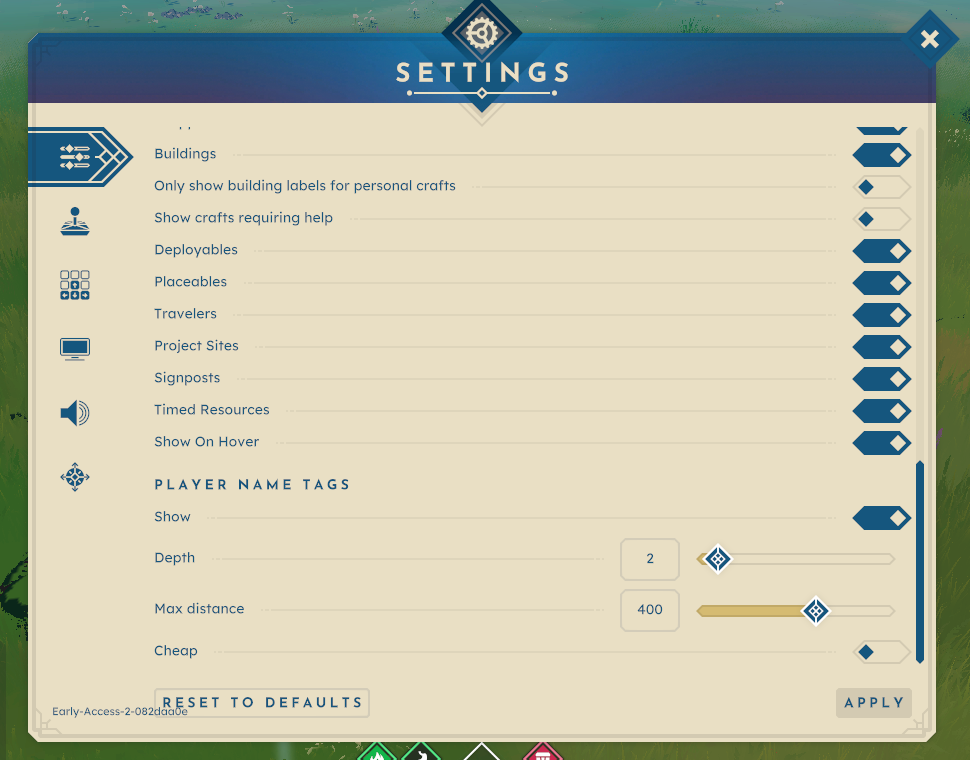 SETTINGS
Buildings
Only show building labels for personal crafts
Show crafts requiring help
Deployables
Placeables
Travelers
Project Sites
Signposts
Timed Resources
Show On Hover
PLAYER NAME TAGS
Show
Depth 2
Max distance 400
Cheap
RESET TO DEFAULTS APPLY
Early-Access-2-082daa0e